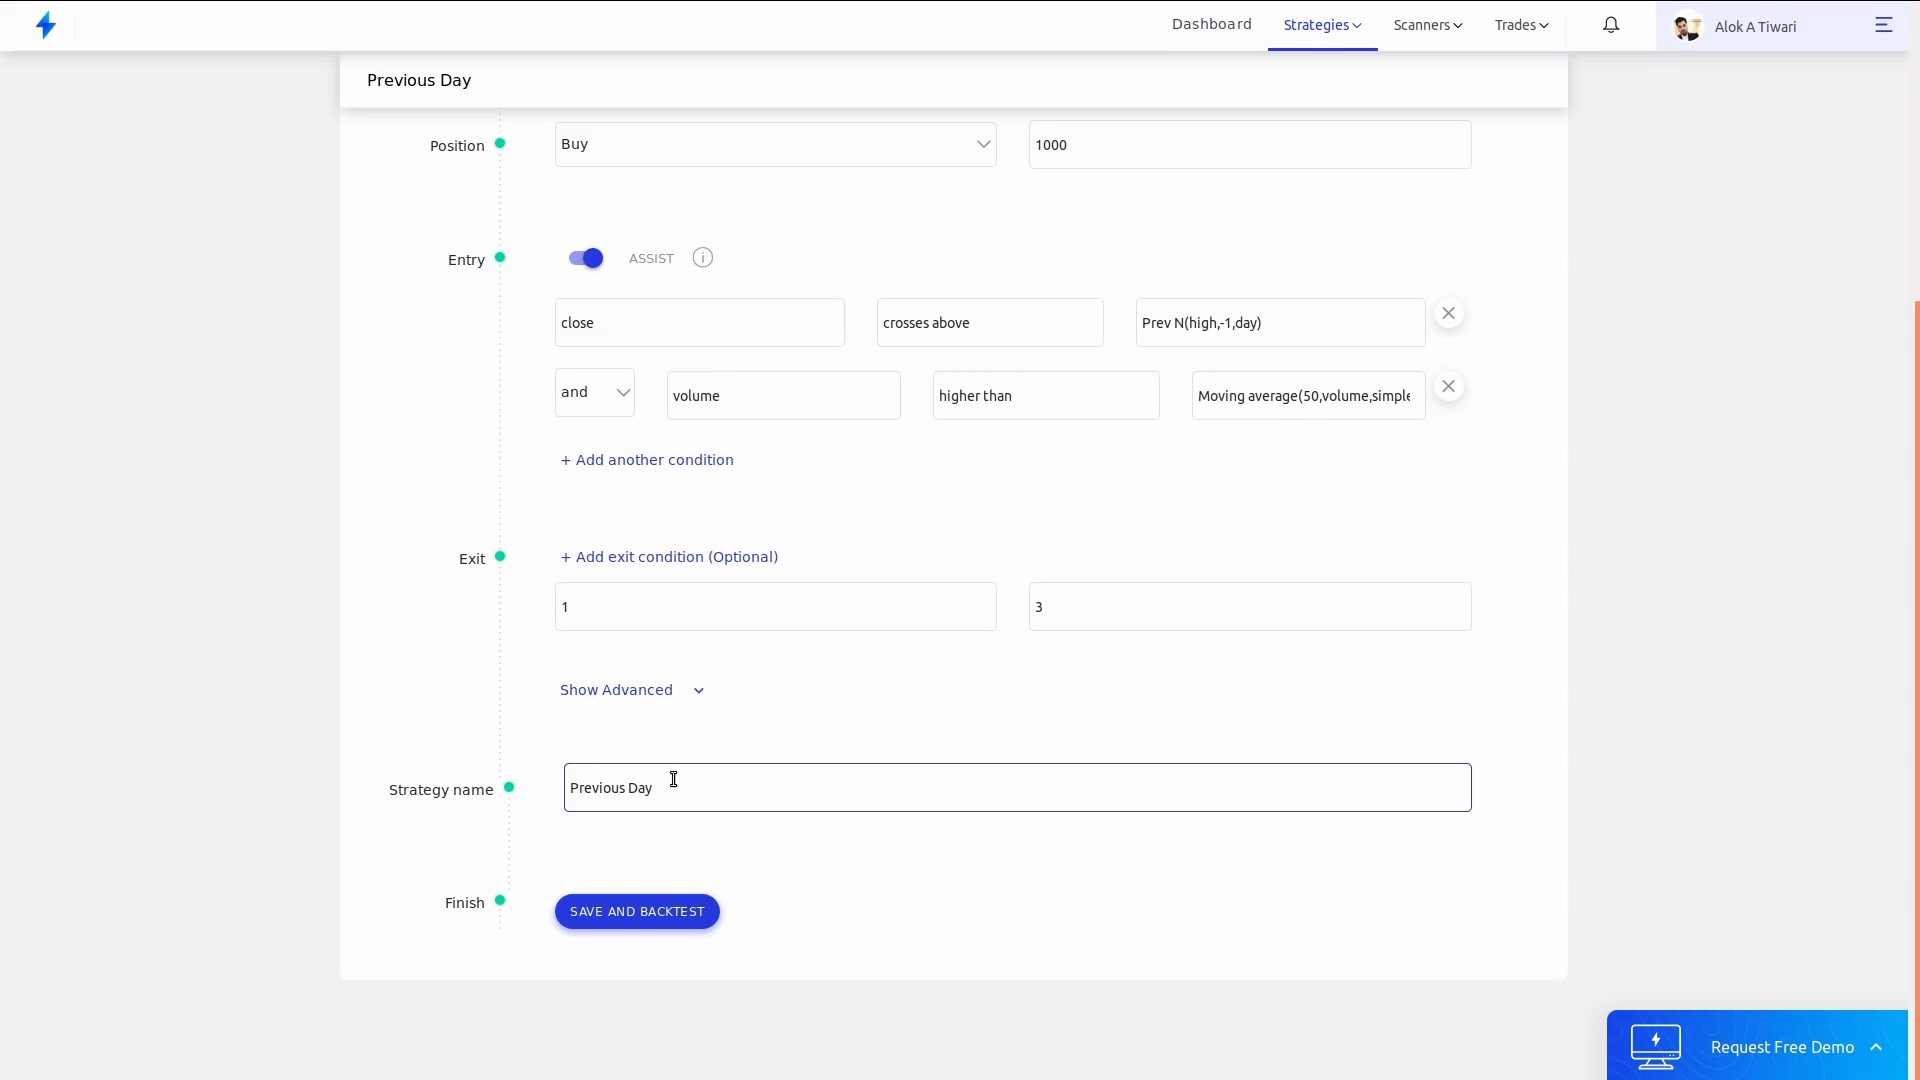 Dashboard Strategies Scanners Trades Alok A Tiwari
Previous Day
Position Buy 1000
Entry ASSIST i
close crosses above Prev N(high,-1,day)
and volume higher than Moving average(50,volume,simple
+ Add another condition
Exit + Add exit condition (Optional)
1 3
Show Advanced
Strategy name Previous Day
Finish SAVE AND BACKTEST
Request Free Demo